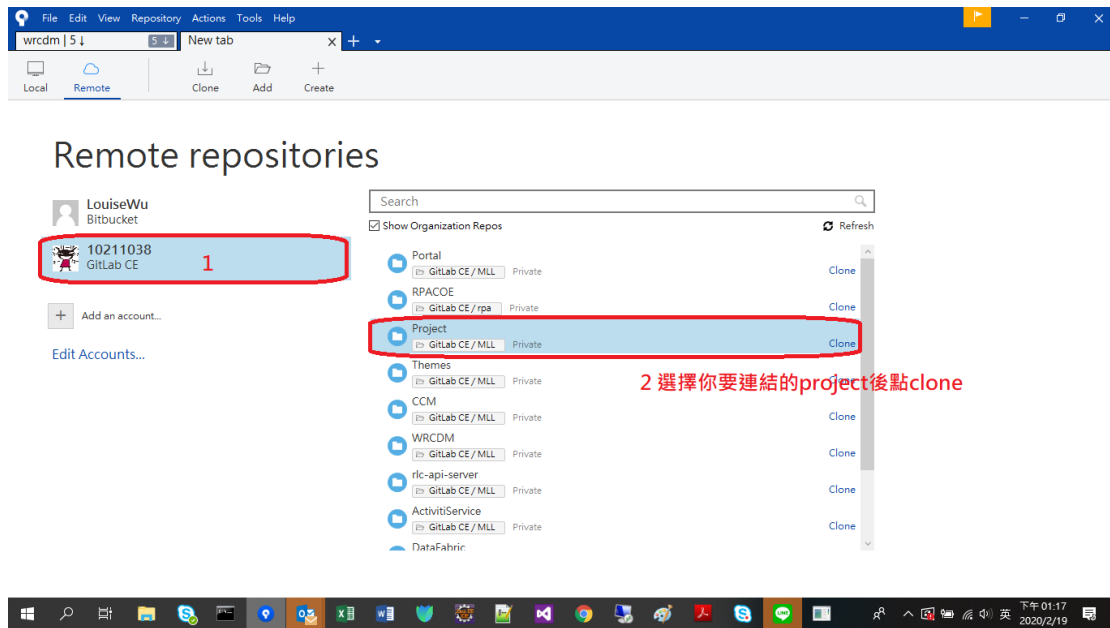 File Edit View Repository Actions Tools Help
wrcdm | 5↓ 5↓ New tab
Local Remote Clone Add Create
Remote repositories
LouiseWu
Bitbucket
10211038
GitLab CE
1
Add an account...
Edit Accounts...
Search
Show Organization Repos Refresh
Portal
GitLab CE / MLL Private Clone
RPACOE
GitLab CE / rpa Private Clone
Project
GitLab CE / MLL Private Clone
Themes
GitLab CE / MLL Private Clone
2 選擇你要連結的project後點clone
CCM
GitLab CE / MLL Private Clone
WRCDM
GitLab CE / MLL Private Clone
rlc-api-server
GitLab CE / MLL Private Clone
ActivitiService
GitLab CE / MLL Private Clone
DataFabric
英 下午 01:17
2020/2/19